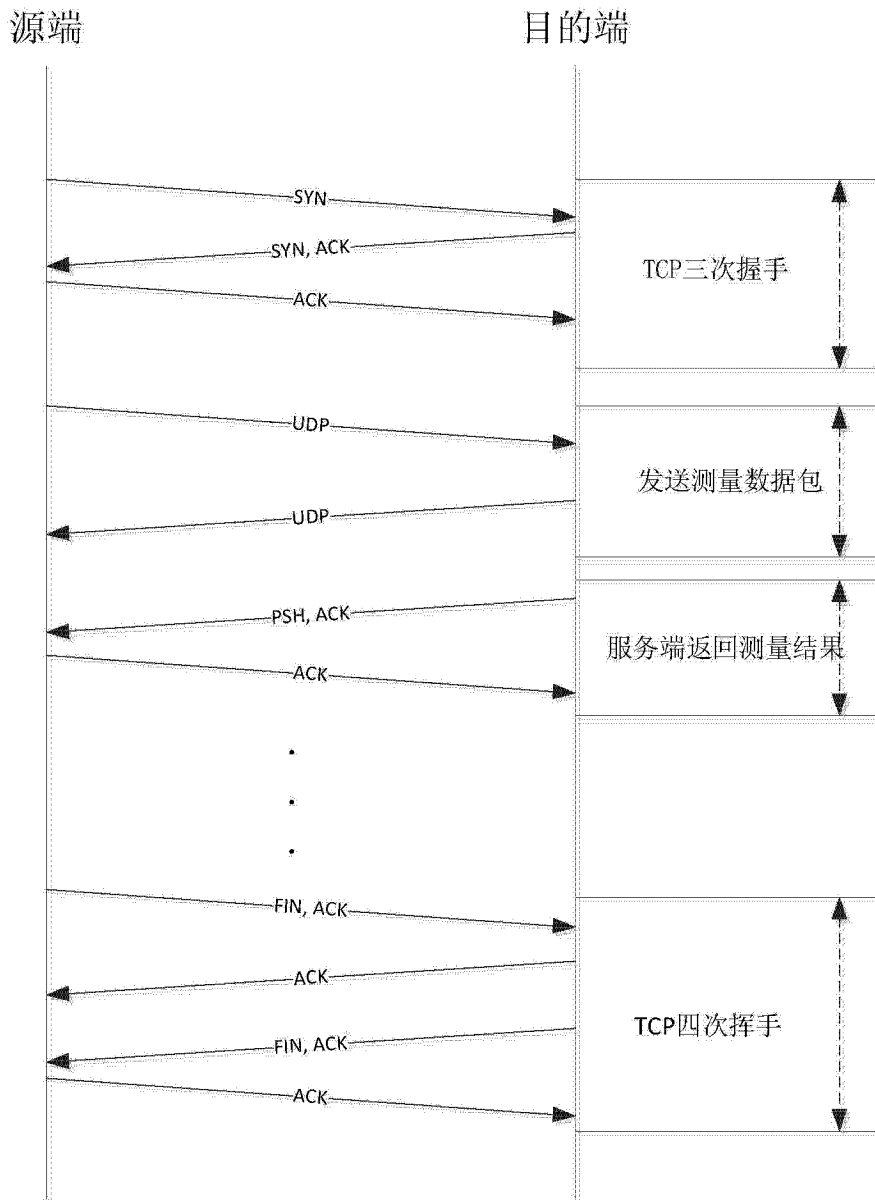 源端
目的端
SYN
SYN, ACK
TCP三次握手
ACK
UDP
发送测量数据包
UDP
PSH, ACK
服务端返回测量结果
ACK
FIN, ACK
ACK
TCP四次挥手
FIN, ACK
ACK